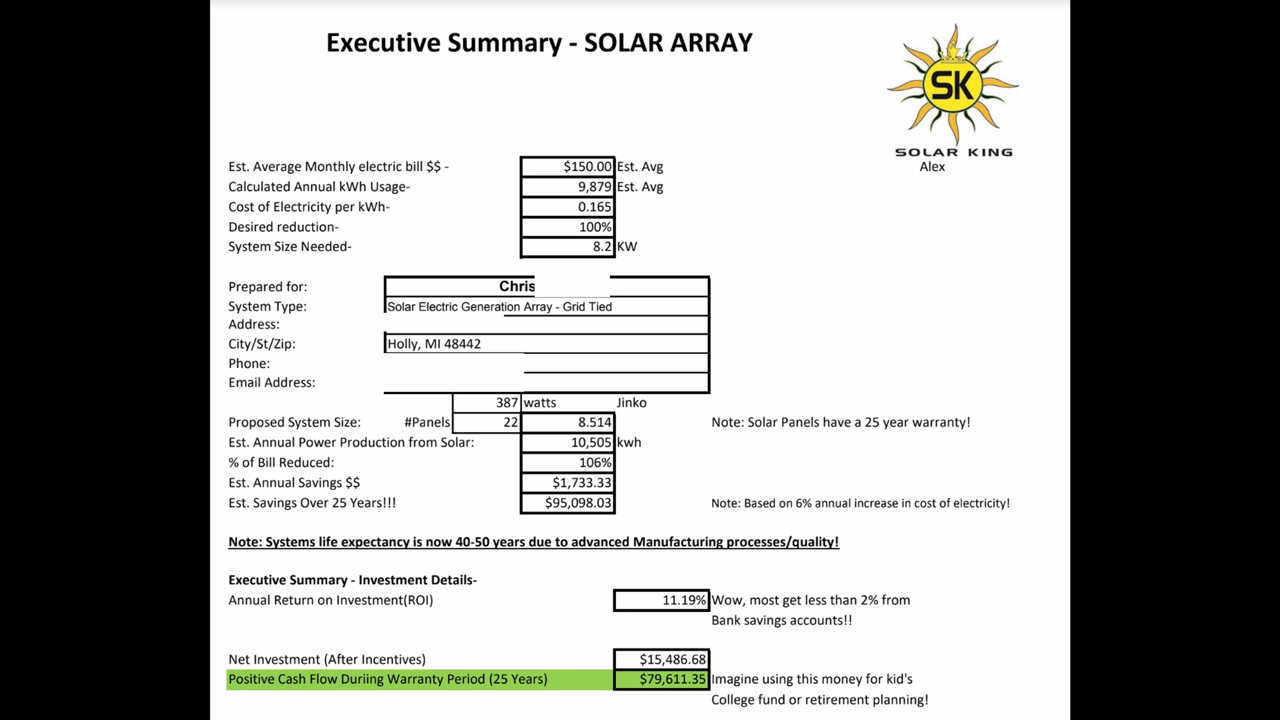 Executive Summary - SOLAR ARRAY
SK
SOLAR KING
Est. Average Monthly electric bill $$ - $150.00 Est. Avg Alex
Calculated Annual kWh Usage- 9,879 Est. Avg
Cost of Electricity per kWh- 0.165
Desired reduction- 100%
System Size Needed- 8.2 KW
Prepared for: Chris
System Type: Solar Electric Generation Array - Grid Tied
Address:
City/St/Zip: Holly, MI 48442
Phone:
Email Address:
387 watts Jinko
Proposed System Size: #Panels 22 8.514 Note: Solar Panels have a 25 year warranty!
Est. Annual Power Production from Solar: 10,505 kwh
% of Bill Reduced: 106%
Est. Annual Savings $$ $1,733.33
Est. Savings Over 25 Years!!! $95,098.03 Note: Based on 6% annual increase in cost of electricity!
Note: Systems life expectancy is now 40-50 years due to advanced Manufacturing processes/quality!
Executive Summary - Investment Details-
Annual Return on Investment(ROI) 11.19% Wow, most get less than 2% from
Bank savings accounts!!
Net Investment (After Incentives) $15,486.68
Positive Cash Flow Duriing Warranty Period (25 Years) $79,611.35 Imagine using this money for kid's
College fund or retirement planning!